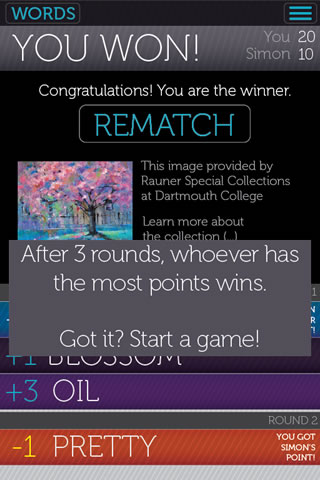 WORDS
YOU WON!
You 20
Simon 10
Congratulations! You are the winner.
REMATCH
This image provided by
Rauner Special Collections
at Dartmouth College
Learn more about
the collection (...)
After 3 rounds, whoever has
the most points wins.
Got it? Start a game!
+1 BLOSSOM
+3 OIL
ROUND 2
-1 PRETTY
YOU GOT
SIMON'S
POINT!